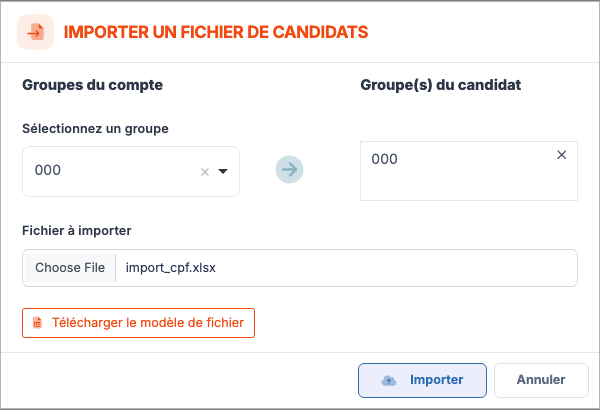 IMPORTER UN FICHIER DE CANDIDATS
Groupes du compte
Groupe(s) du candidat
Sélectionnez un groupe
000
000
Fichier à importer
Choose File import_cpf.xlsx
Télécharger le modèle de fichier
Importer
Annuler